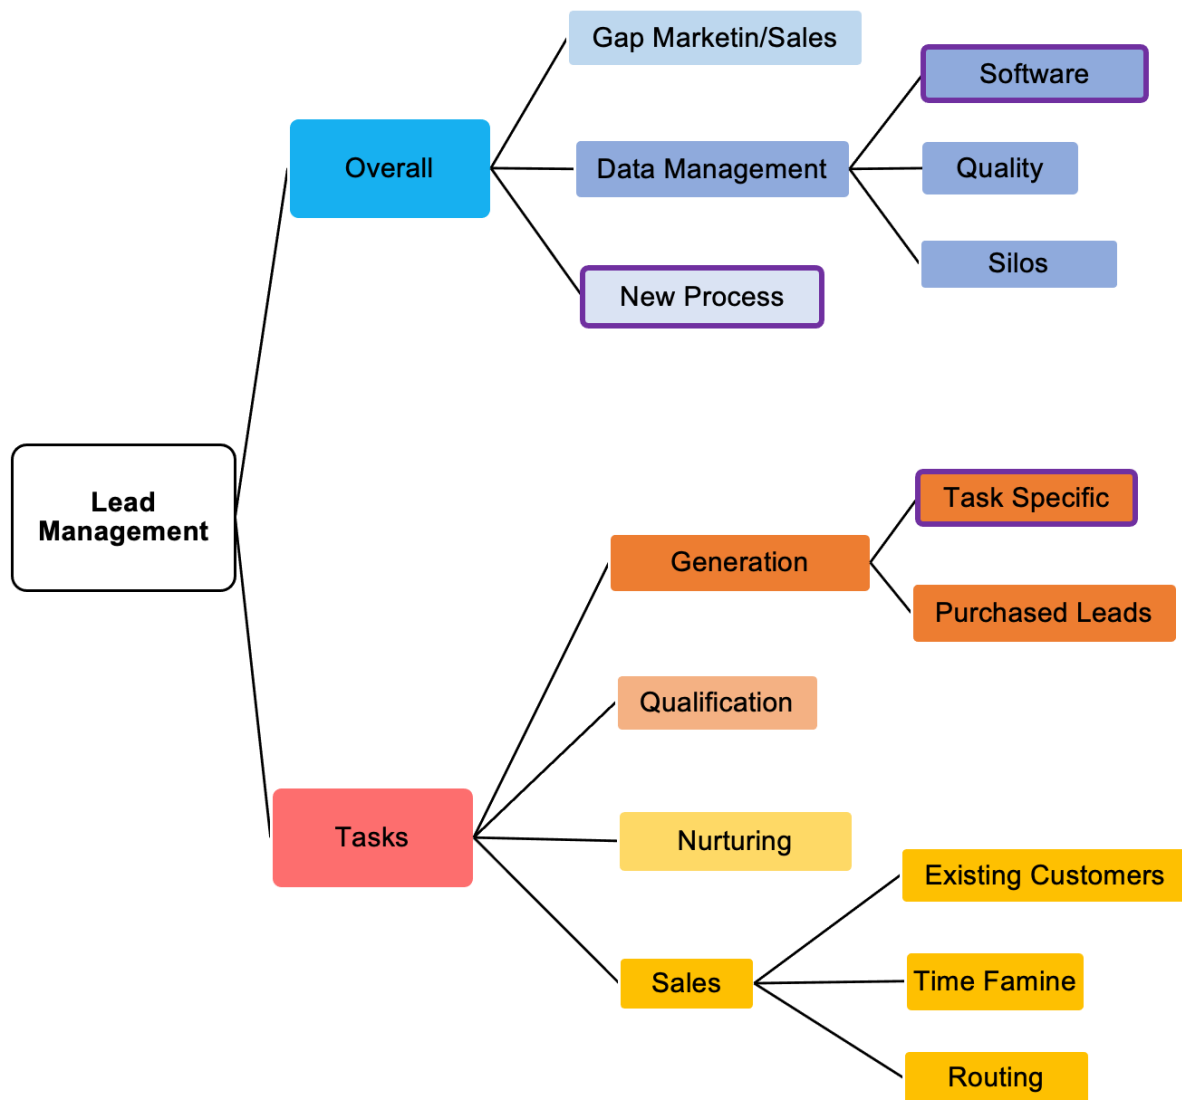 Gap Marketin/Sales
Software
Overall
Data Management
Quality
Silos
New Process
Lead
Management
Task Specific
Generation
Purchased Leads
Qualification
Tasks
Nurturing
Existing Customers
Sales
Time Famine
Routing